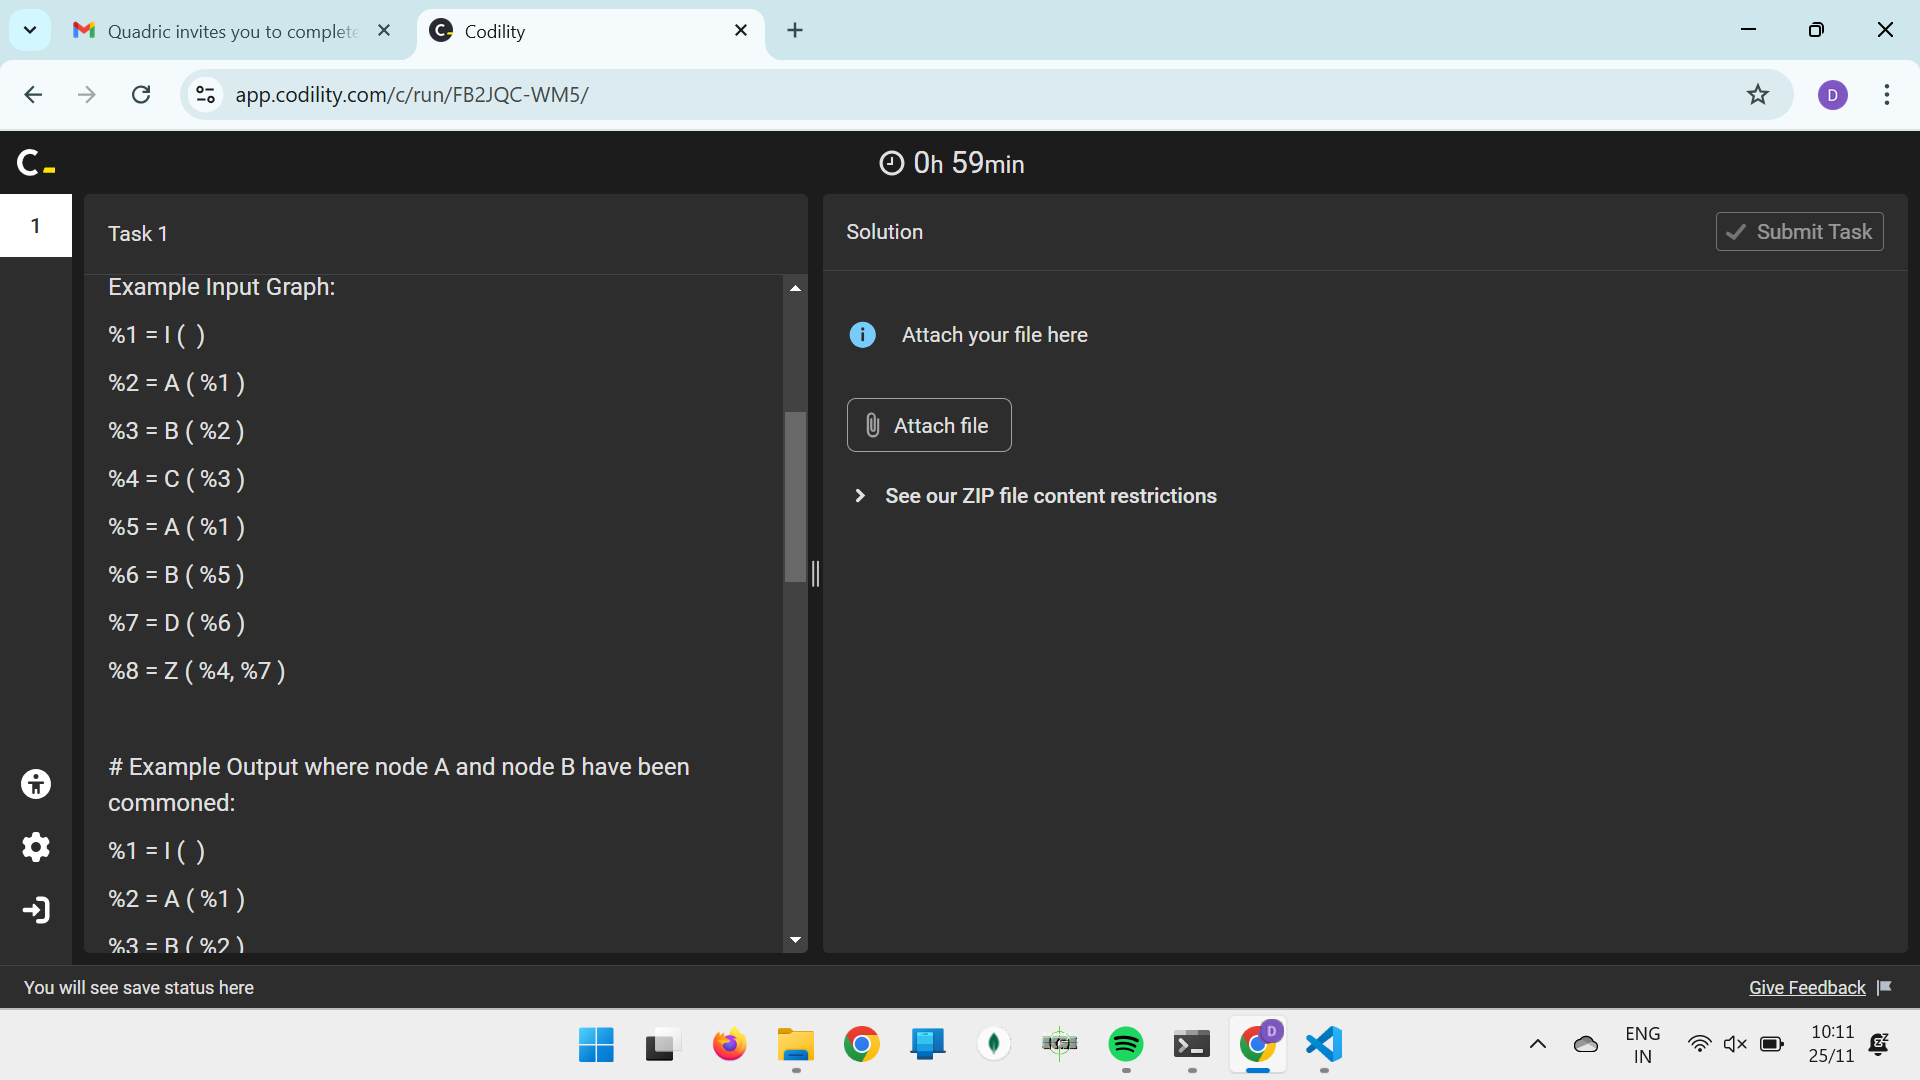 Quadric invites you to complete
Codility
app.codility.com/c/run/FB2JQC-WM5/
D
C
0h 59min
1
Task 1
Solution
Submit Task
Example Input Graph:
%1 = I ( )
%2 = A ( %1 )
%3 = B ( %2 )
%4 = C ( %3 )
%5 = A ( %1 )
%6 = B ( %5 )
%7 = D ( %6 )
%8 = Z ( %4, %7 )
# Example Output where node A and node B have been
commoned:
%1 = I ( )
%2 = A ( %1 )
%3 = B ( %2 )
Attach your file here
Attach file
See our ZIP file content restrictions
You will see save status here
Give Feedback
D
ENG
IN
10:11
25/11